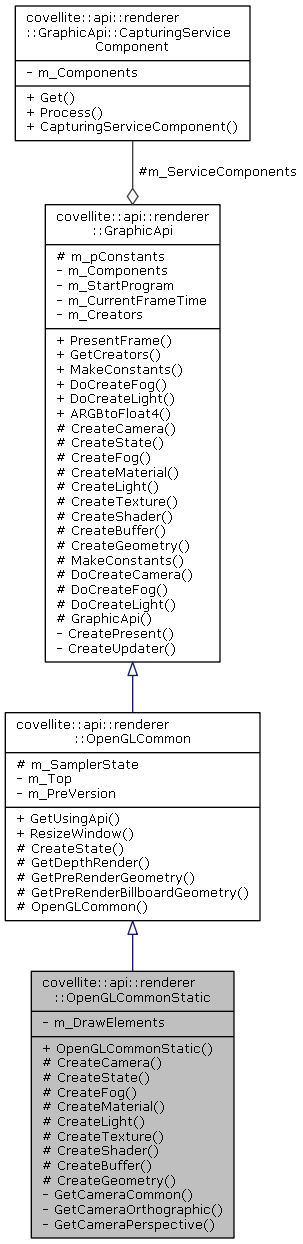 covellite::api::renderer
::GraphicApi::CapturingService
Component
- m_Components
+ Get()
+ Process()
+ CapturingServiceComponent()
#m_ServiceComponents
covellite::api::renderer
::GraphicApi
# m_pConstants
- m_Components
- m_StartProgram
- m_CurrentFrameTime
- m_Creators
+ PresentFrame()
+ GetCreators()
+ MakeConstants()
+ DoCreateFog()
+ DoCreateLight()
+ ARGBtoFloat4()
# CreateCamera()
# CreateState()
# CreateFog()
# CreateMaterial()
# CreateLight()
# CreateTexture()
# CreateShader()
# CreateBuffer()
# CreateGeometry()
# MakeConstants()
# DoCreateCamera()
# DoCreateFog()
# DoCreateLight()
# GraphicApi()
- CreatePresent()
- CreateUpdater()
covellite::api::renderer
::OpenGLCommon
# m_SamplerState
- m_Top
- m_PreVersion
+ GetUsingApi()
+ ResizeWindow()
# CreateState()
# GetDepthRender()
# GetPreRenderGeometry()
# GetPreRenderBillboardGeometry()
# OpenGLCommon()
covellite::api::renderer
::OpenGLCommonStatic
- m_DrawElements
+ OpenGLCommonStatic()
# CreateCamera()
# CreateState()
# CreateFog()
# CreateMaterial()
# CreateLight()
# CreateTexture()
# CreateShader()
# CreateBuffer()
# CreateGeometry()
- GetCameraCommon()
- GetCameraOrthographic()
- GetCameraPerspective()